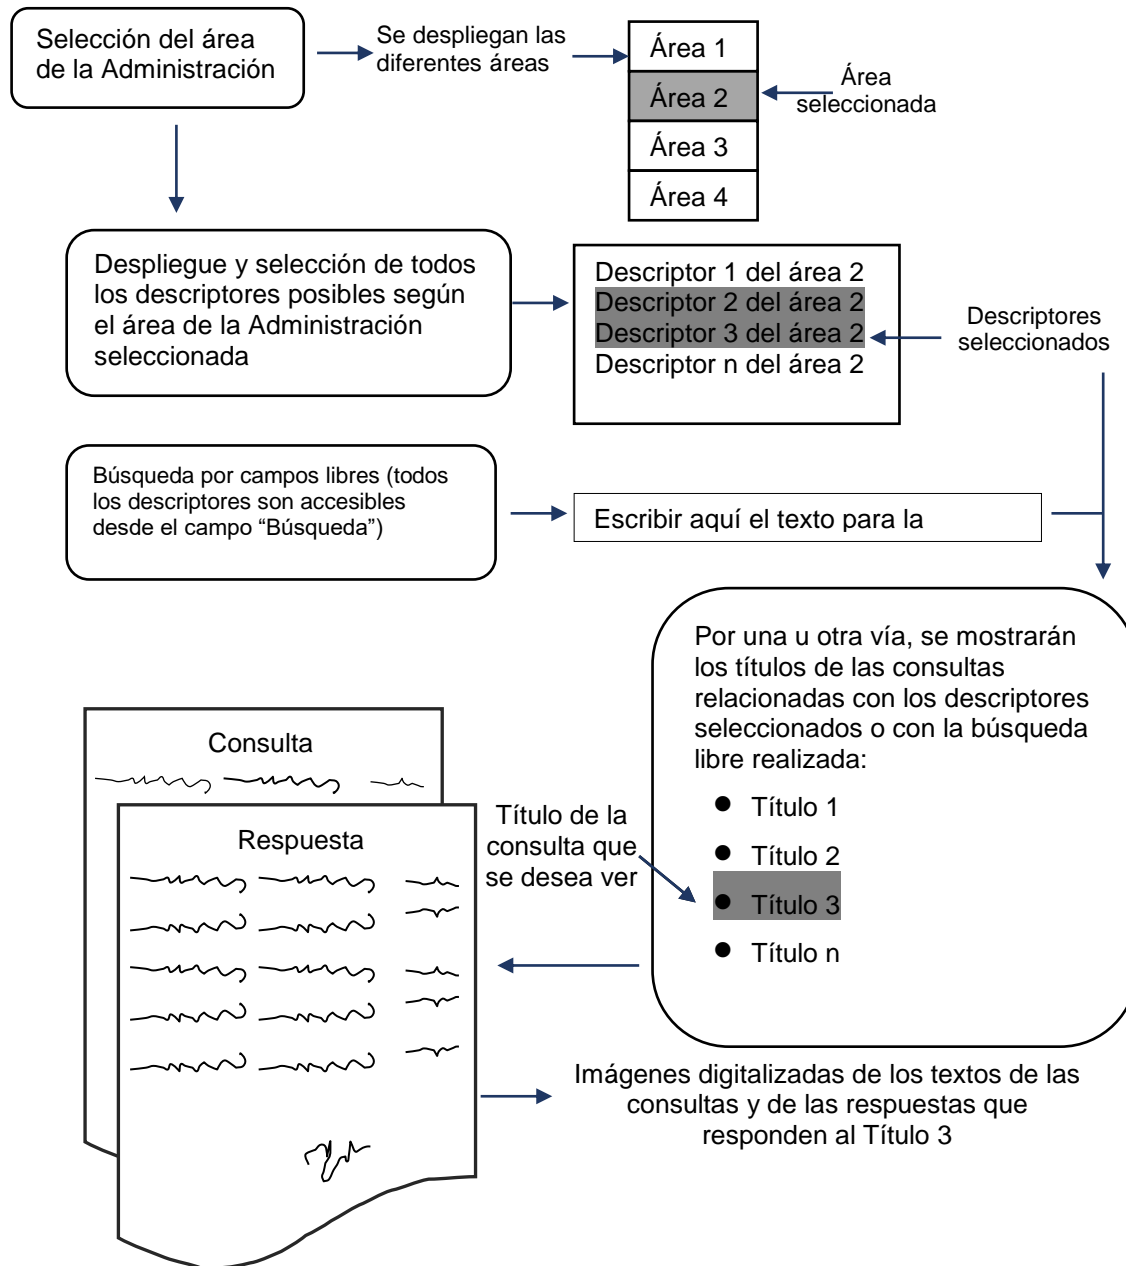 Selección del área
de la Administración
Se despliegan las
diferentes áreas
Área 1
Área 2
Área 3
Área 4
Área
seleccionada
Despliegue y selección de todos
los descriptores posibles según
el área de la Administración
seleccionada
Descriptor 1 del área 2
Descriptor 2 del área 2
Descriptor 3 del área 2
Descriptor n del área 2
Descriptores
seleccionados
Búsqueda por campos libres (todos
los descriptores son accesibles
desde el campo “Búsqueda”)
Escribir aquí el texto para la
Por una u otra vía, se mostrarán
los títulos de las consultas
relacionadas con los descriptores
seleccionados o con la búsqueda
libre realizada:
● Título 1
● Título 2
● Título 3
● Título n
Título de la
consulta que
se desea ver
Consulta
Respuesta
Imágenes digitalizadas de los textos de las
consultas y de las respuestas que
responden al Título 3